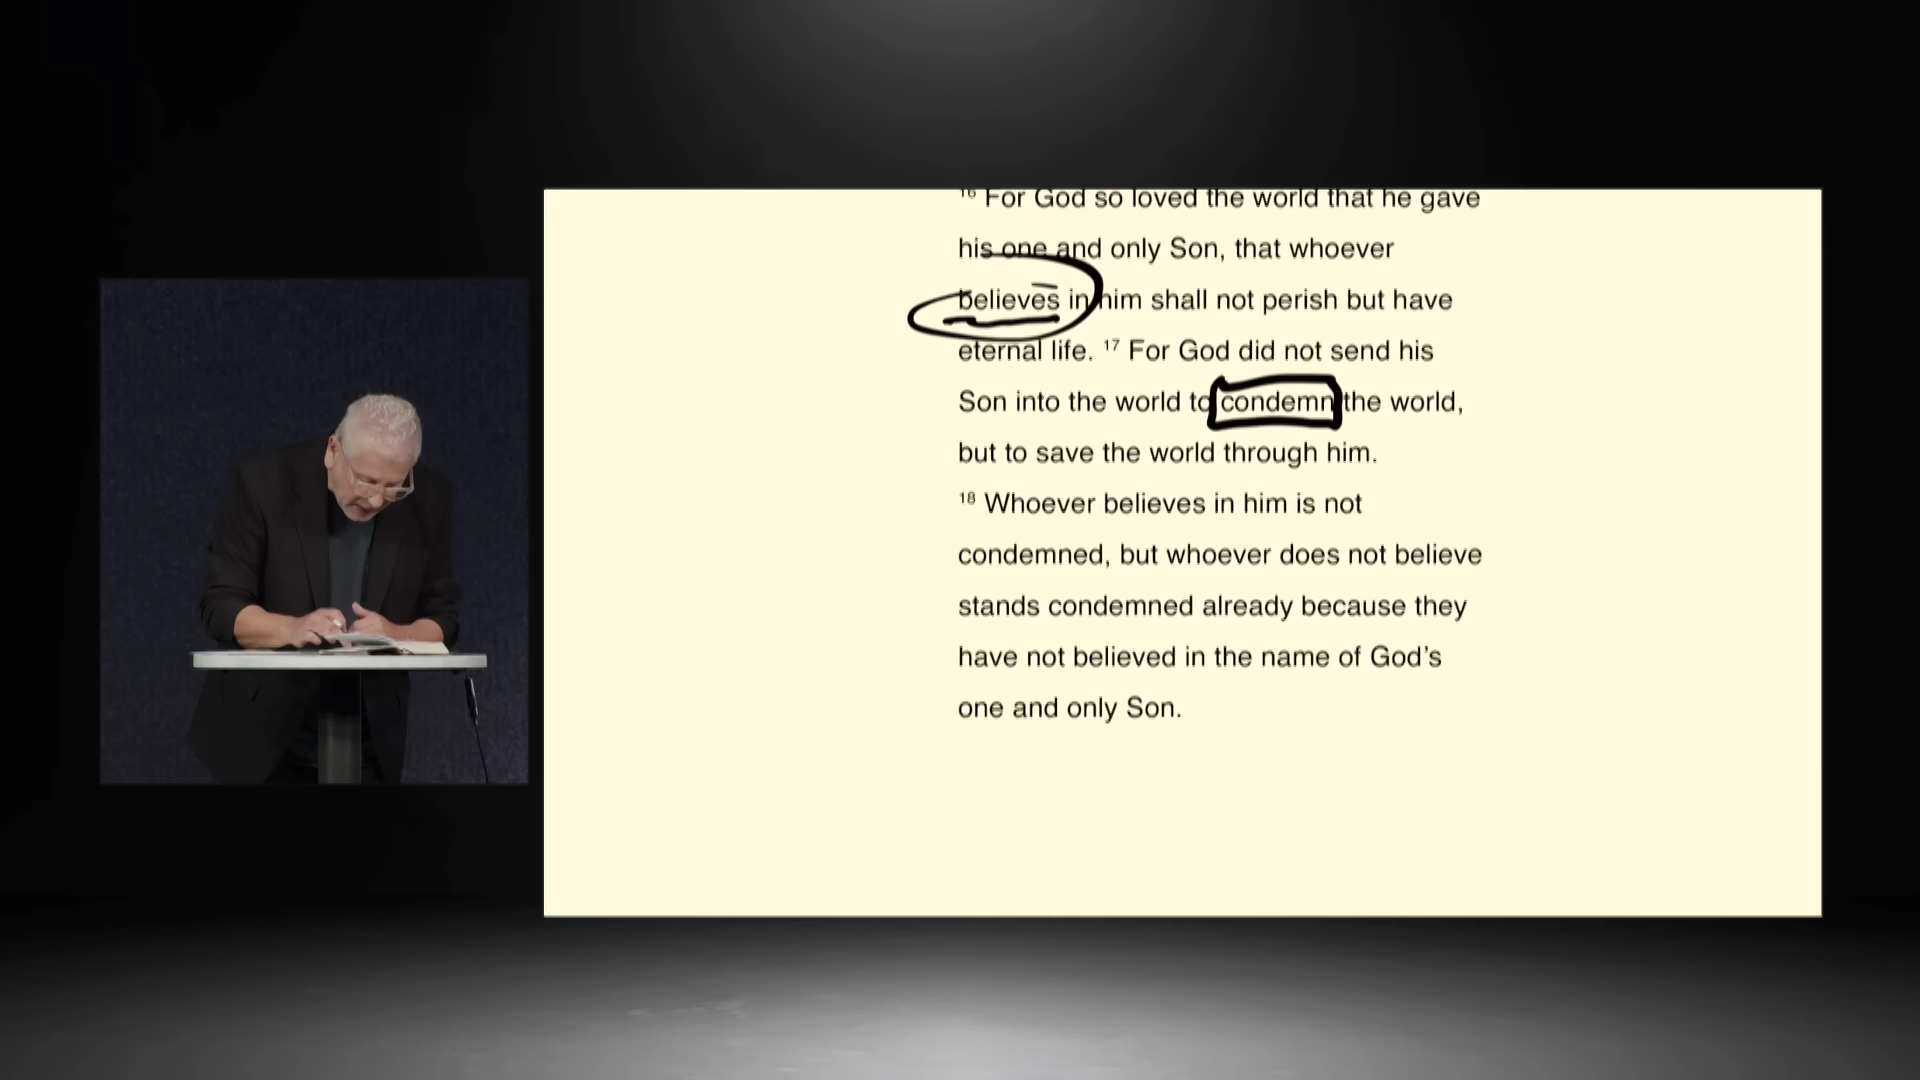 16 For God so loved the world that he gave
his one and only Son, that whoever
believes in him shall not perish but have
eternal life. 17 For God did not send his
Son into the world to condemn the world,
but to save the world through him.
18 Whoever believes in him is not
condemned, but whoever does not believe
stands condemned already because they
have not believed in the name of God’s
one and only Son.